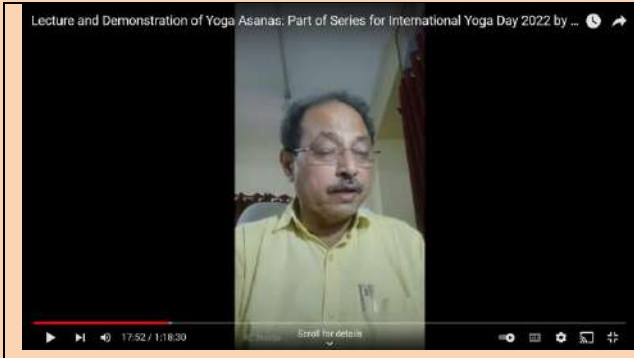 Lecture and Demonstration of Yoga Asanas: Part of Series for International Yoga Day 2022 by ...
17:52 / 1:18:30
Scroll for details